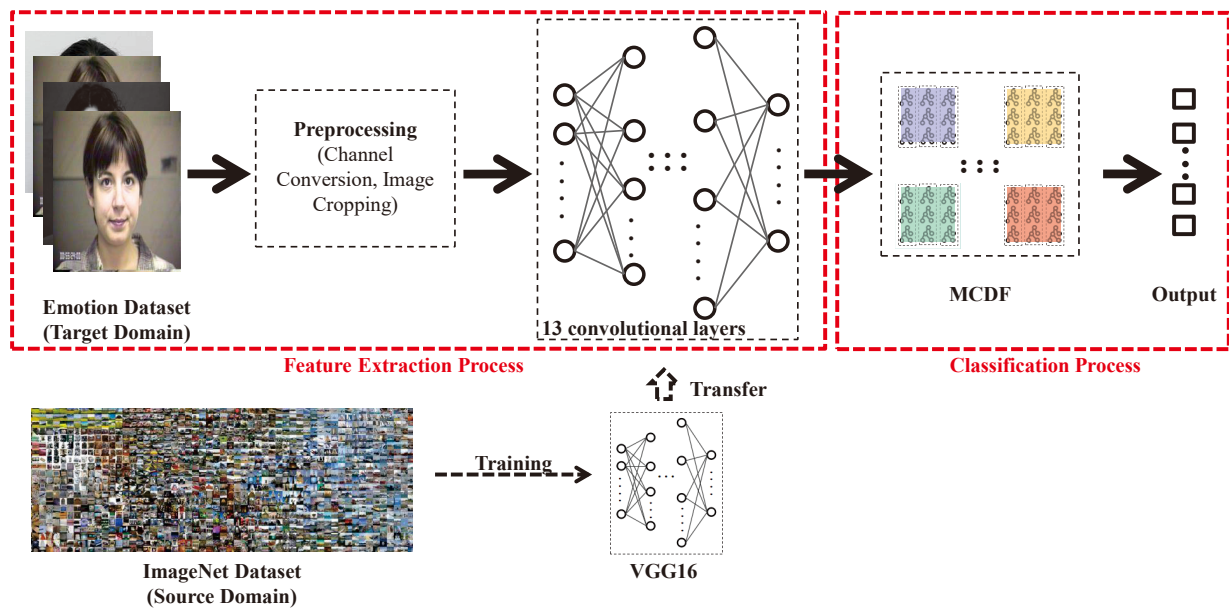 Preprocessing
(Channel
Conversion, Image
Cropping)
Emotion Dataset
(Target Domain)
13 convolutional layers
MCDF
Output
Feature Extraction Process
Classification Process
Transfer
Training
ImageNet Dataset
(Source Domain)
VGG16